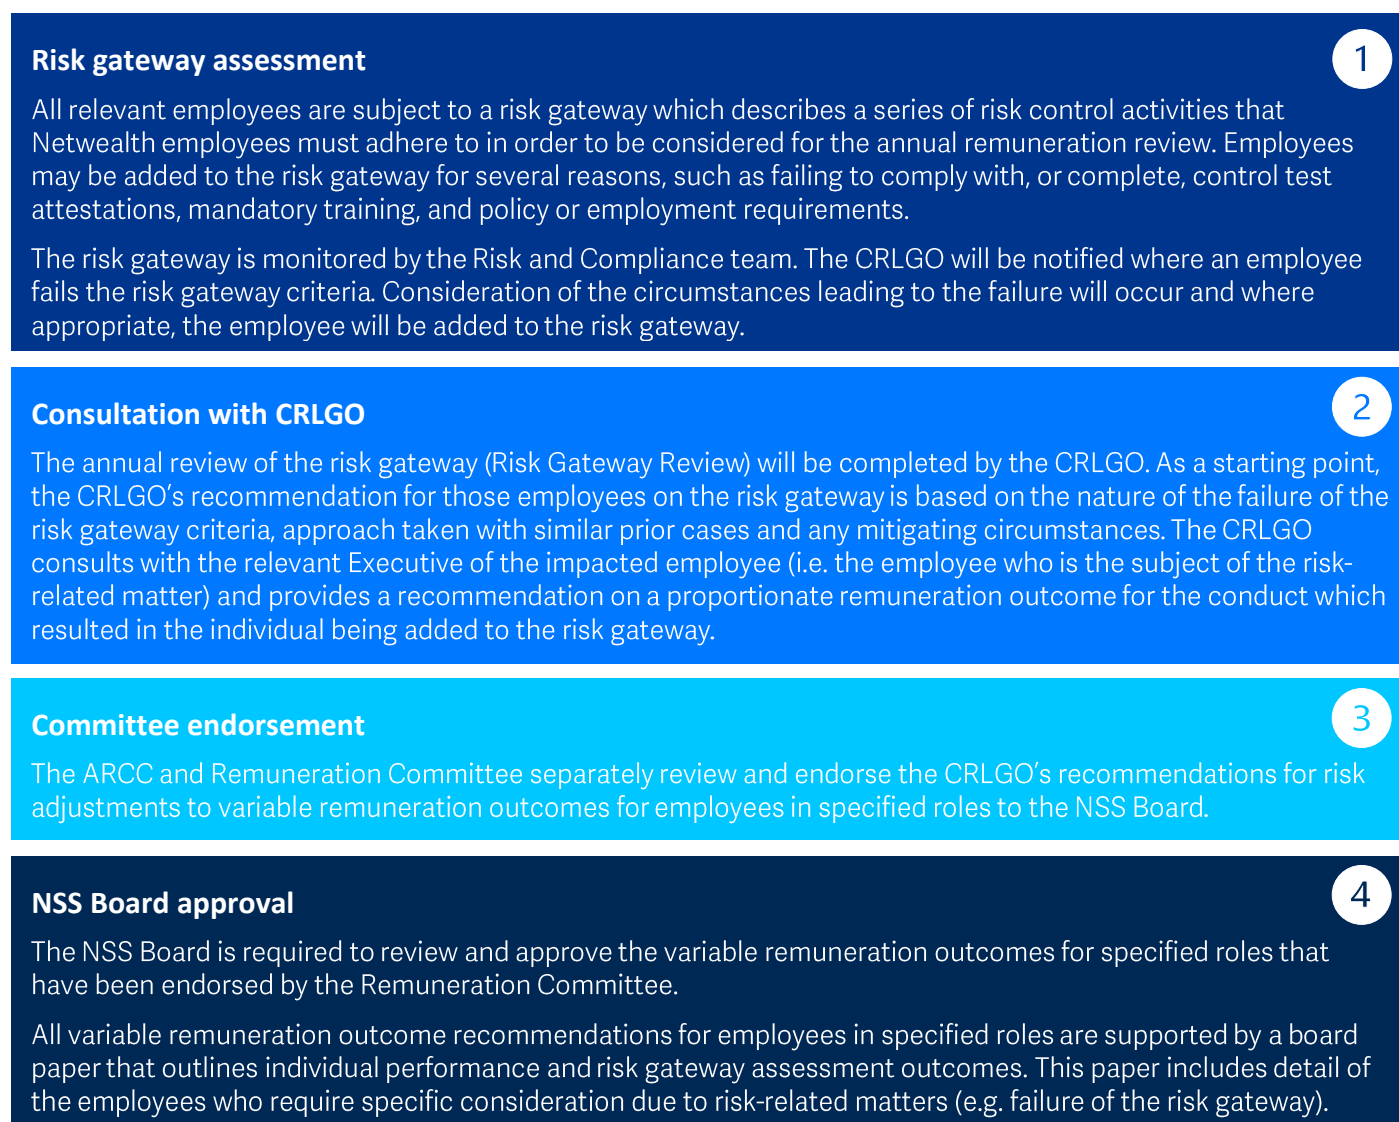 Risk gateway assessment
1
All relevant employees are subject to a risk gateway which describes a series of risk control activities that
Netwealth employees must adhere to in order to be considered for the annual remuneration review. Employees
may be added to the risk gateway for several reasons, such as failing to comply with, or complete, control test
attestations, mandatory training, and policy or employment requirements.
The risk gateway is monitored by the Risk and Compliance team. The CRLGO will be notified where an employee
fails the risk gateway criteria. Consideration of the circumstances leading to the failure will occur and where
appropriate, the employee will be added to the risk gateway.
Consultation with CRLGO
2
The annual review of the risk gateway (Risk Gateway Review) will be completed by the CRLGO. As a starting point,
the CRLGO’s recommendation for those employees on the risk gateway is based on the nature of the failure of the
risk gateway criteria, approach taken with similar prior cases and any mitigating circumstances. The CRLGO
consults with the relevant Executive of the impacted employee (i.e. the employee who is the subject of the risk-
related matter) and provides a recommendation on a proportionate remuneration outcome for the conduct which
resulted in the individual being added to the risk gateway.
Committee endorsement
3
The ARCC and Remuneration Committee separately review and endorse the CRLGO’s recommendations for risk
adjustments to variable remuneration outcomes for employees in specified roles to the NSS Board.
NSS Board approval
4
The NSS Board is required to review and approve the variable remuneration outcomes for specified roles that
have been endorsed by the Remuneration Committee.
All variable remuneration outcome recommendations for employees in specified roles are supported by a board
paper that outlines individual performance and risk gateway assessment outcomes. This paper includes detail of
the employees who require specific consideration due to risk-related matters (e.g. failure of the risk gateway).